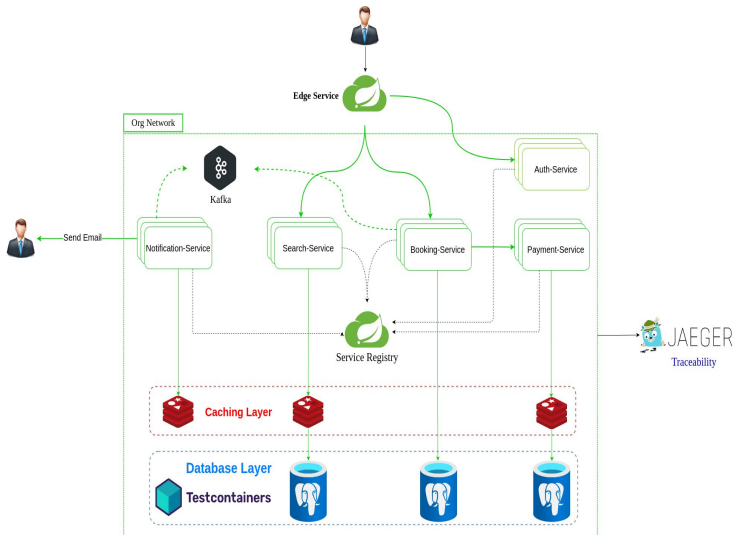 Edge Service
Org Network
Auth-Service
Kafka
Send Email
Notification-Service
Search-Service
Booking-Service
Payment-Service
JAEGER
Traceability
Service Registry
Caching Layer
Database Layer
Testcontainers